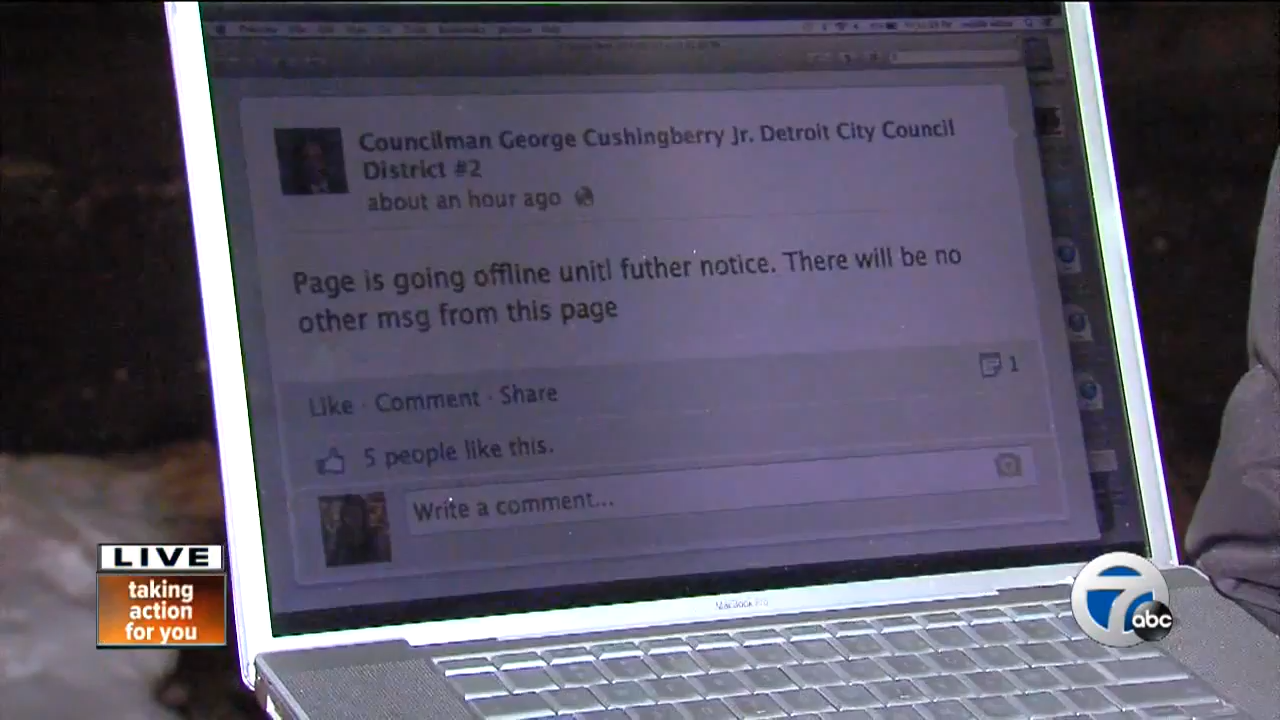 Councilman George Cushingberry Jr. Detroit City Council
District #2
about an hour ago
Page is going offline unitl futher notice. There will be no
other msg from this page
1
Like · Comment · Share
5 people like this.
Write a comment...
LIVE
taking
action
for you
MacBook Pro
7
abc